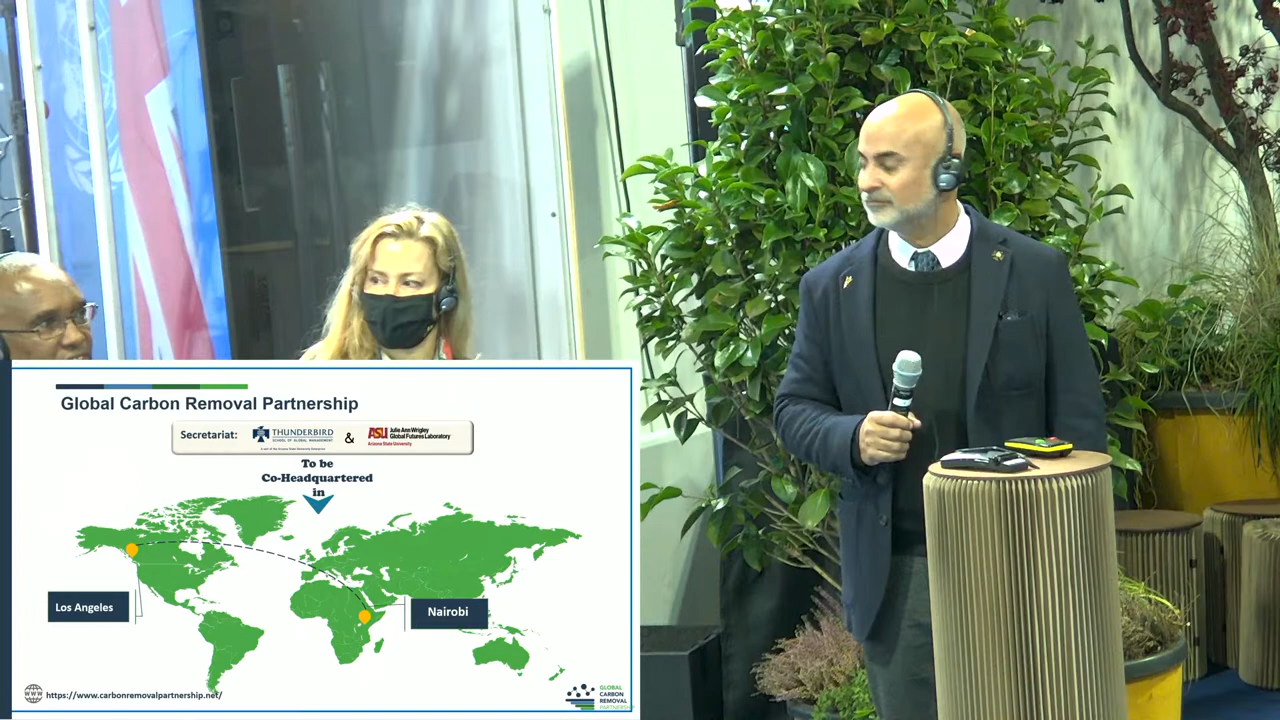 Global Carbon Removal Partnership
Secretariat:
THUNDERBIRD
SCHOOL OF GLOBAL MANAGEMENT
&
ASU
Julie Ann Wrigley
Global Futures Laboratory
Arizona State University
To be
Co-Headquartered
in
Los Angeles
Nairobi
https://www.carbonremovalpartnership.net/
GLOBAL
CARBON
REMOVAL
PARTNERSHIP